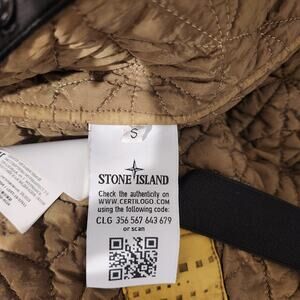 S
STONE ISLAND
Check the authenticity on
WWW.CERTILOGO.COM
using the following code:
CLG 356 567 643 679
or scan